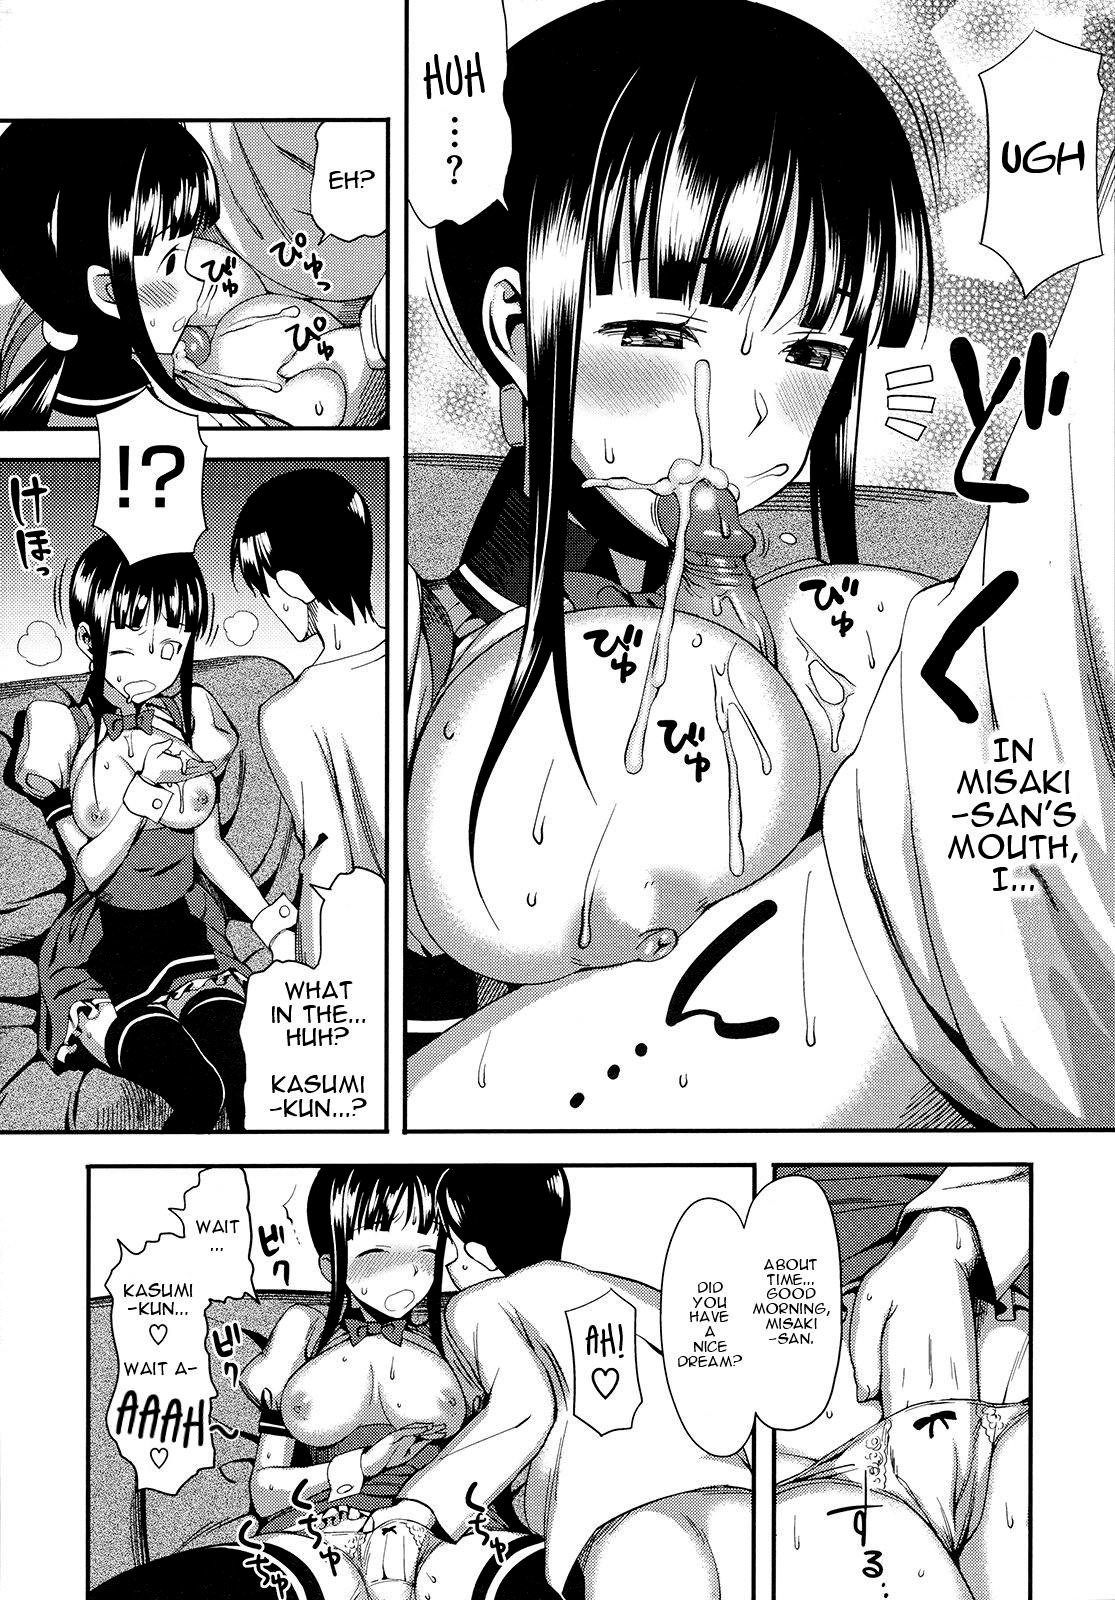 UGH
ど
く
ん…
IN
MISAKI
-SAN'S
MOUTH,
I...
HUH
...?
びゅ
びゅ
びゅ
EH?
ぴゅっ
びゅ
ぴゅ
!?
けほっ
WHAT
IN THE...
HUH?
KASUMI
-KUN...?
ABOUT
TIME...
GOOD
MORNING,
MISAKI
-SAN.
DID
YOU
HAVE
A
NICE
DREAM?
する…
AH!
♡
WAIT
...
KASUMI
-KUN...
♡
WAIT A-
AAAH~
♡
ビク
ビク
くちゅ
くちゅ